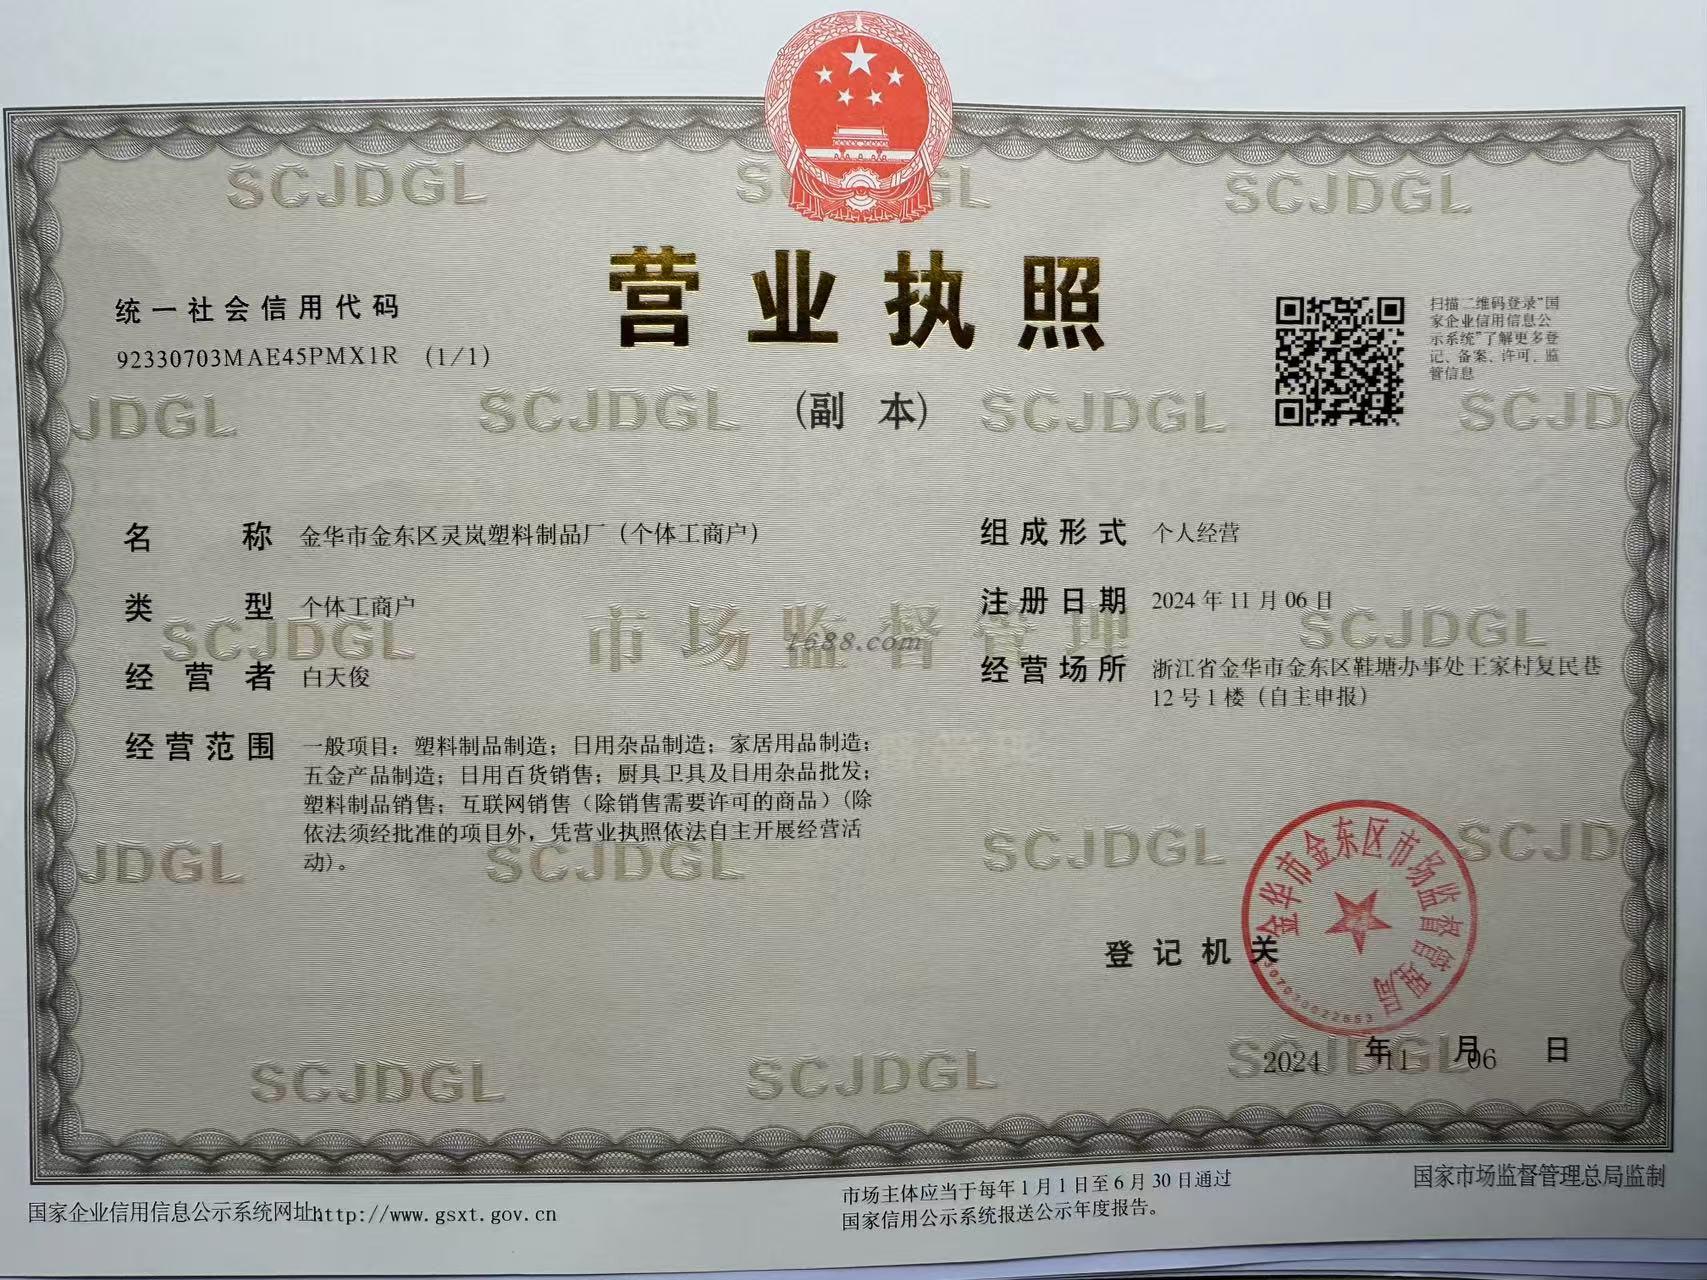 营业执照
(副 本)
统一社会信用代码
92330703MAE45PMX1R (1/1)
扫描二维码登录“国
家企业信用信息公
示系统”了解更多登
记、备案、许可、监
管信息
名 称 金华市金东区灵岚塑料制品厂（个体工商户）
类 型 个体工商户
经 营 者 白天俊
经 营 范 围 一般项目：塑料制品制造；日用杂品制造；家居用品制造；
五金产品制造；日用百货销售；厨具卫具及日用杂品批发；
塑料制品销售；互联网销售（除销售需要许可的商品）(除
依法须经批准的项目外，凭营业执照依法自主开展经营活
动)。
组 成 形 式 个人经营
注 册 日 期 2024年11月06日
经 营 场 所 浙江省金华市金东区鞋塘办事处王家村复民巷
12号1楼（自主申报）
SCJDGL
SCJDGL
SCJDGL
JDGL
SCJDGL
SCJDGL
SCJD
SCJDGL
市场监督管理
1688.com
SCJDGL
JDGL
SCJDGL
SCJDGL
SCJD
SCJDGL
SCJDGL
SCJDGL
登 记 机 关
金华市金东区市场监督管理局
2024 年 11 月 06 日
国家企业信用信息公示系统网址:http://www.gsxt.gov.cn
市场主体应当于每年1月1日至6月30日通过
国家信用公示系统报送公示年度报告。
国家市场监督管理总局监制